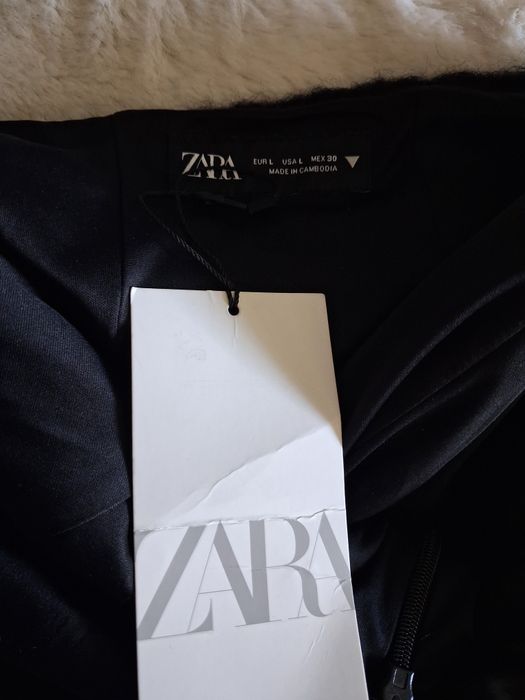 ZARA
EUR L USA L MEX 30
MADE IN CAMBODIA
ZARA